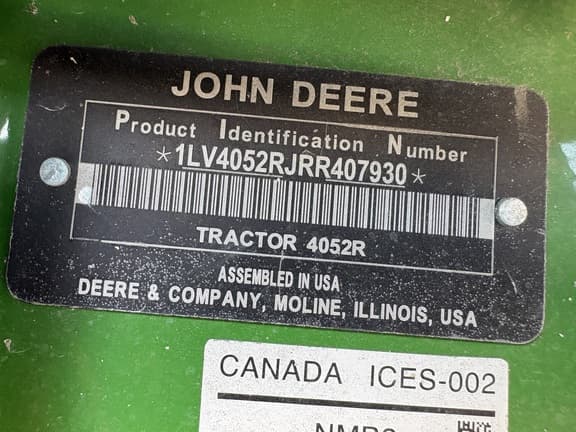 JOHN DEERE
Product Identification Number
*1LV4052RJRR407930*
TRACTOR 4052R
ASSEMBLED IN USA
DEERE & COMPANY, MOLINE, ILLINOIS, USA
CANADA ICES-002